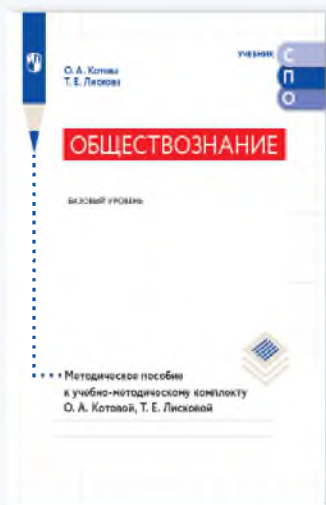 УЧЕБНИК
С
П
О
О. А. Котова
Т. Е. Лискова
ОБЩЕСТВОЗНАНИЕ
БАЗОВЫЙ УРОВЕНЬ
Методическое пособие
к учебно-методическому комплекту
О. А. Котовой, Т. Е. Лисковой